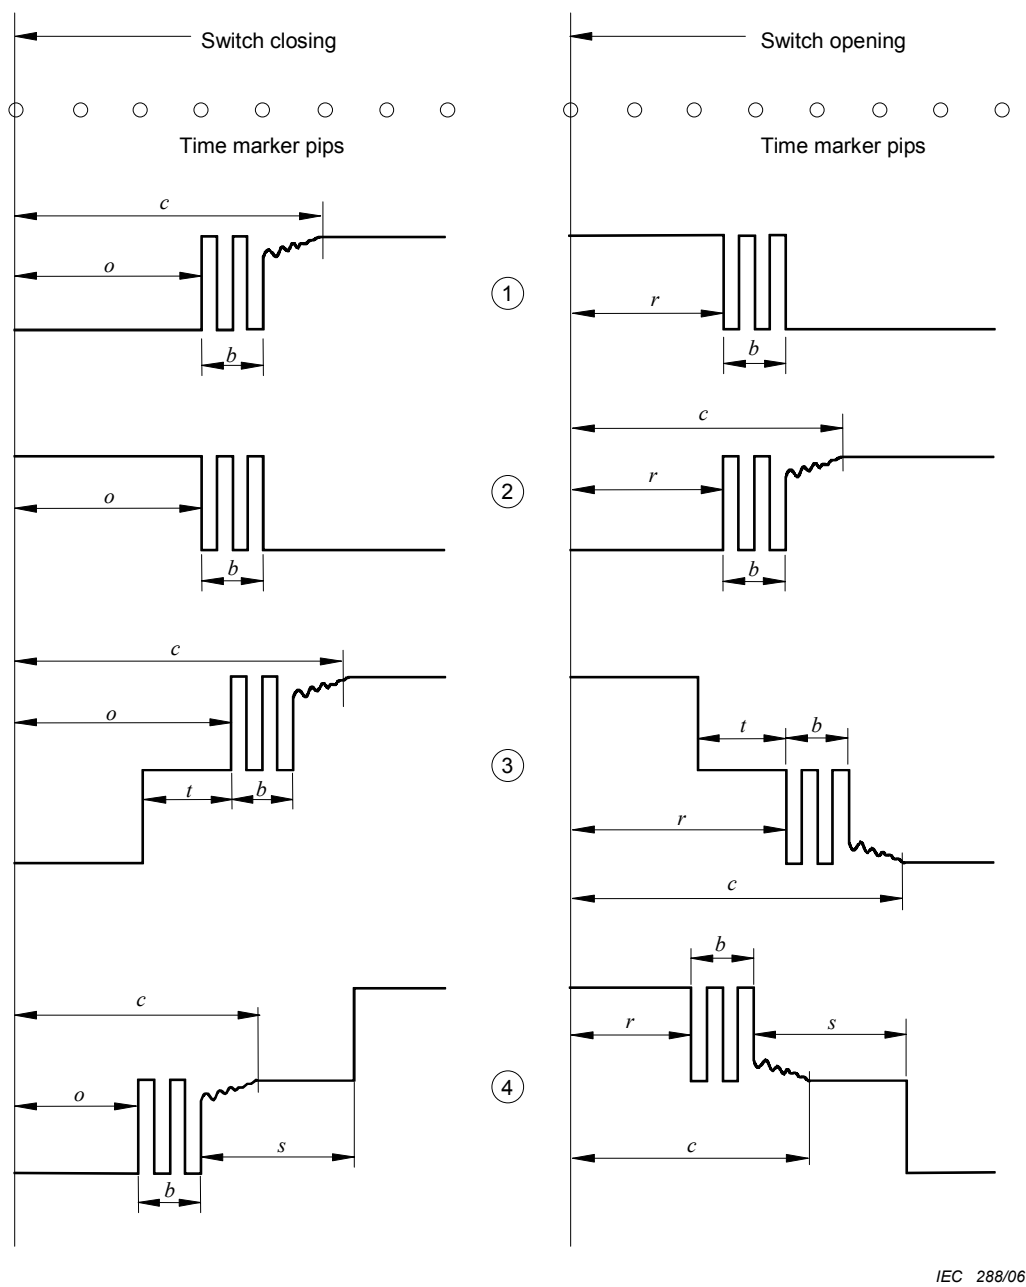 Switch closing
Switch opening
Time marker pips
Time marker pips
c
o
b
1
r
b
o
b
2
c
r
b
c
o
t b
3
t b
r
c
c
o
s
b
4
b
r s
c
IEC 288/06